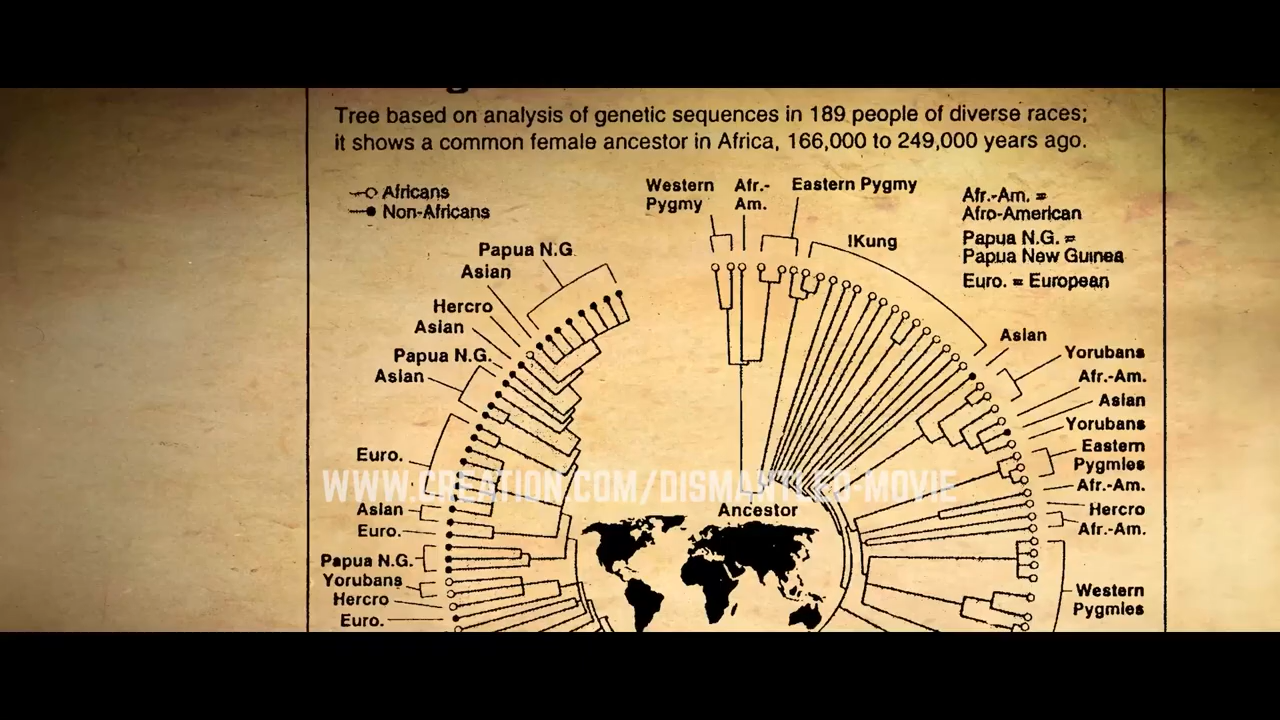 Tree based on analysis of genetic sequences in 189 people of diverse races;
it shows a common female ancestor in Africa, 166,000 to 249,000 years ago.
Africans
Non-Africans
Western
Pygmy
Afr.-
Am.
Eastern Pygmy
!Kung
Afr.-Am. =
Afro-American
Papua N.G. =
Papua New Guinea
Euro. = European
Papua N.G.
Asian
Hercro
Asian
Papua N.G.
Asian
Euro.
Asian
Euro.
Papua N.G.
Yorubans
Hercro
Euro.
Asian
Yorubans
Afr.-Am.
Asian
Yorubans
Eastern
Pygmies
Afr.-Am.
Hercro
Afr.-Am.
Western
Pygmies
WWW.CREATION.COM/DISMANTLED-MOVIE
Ancestor